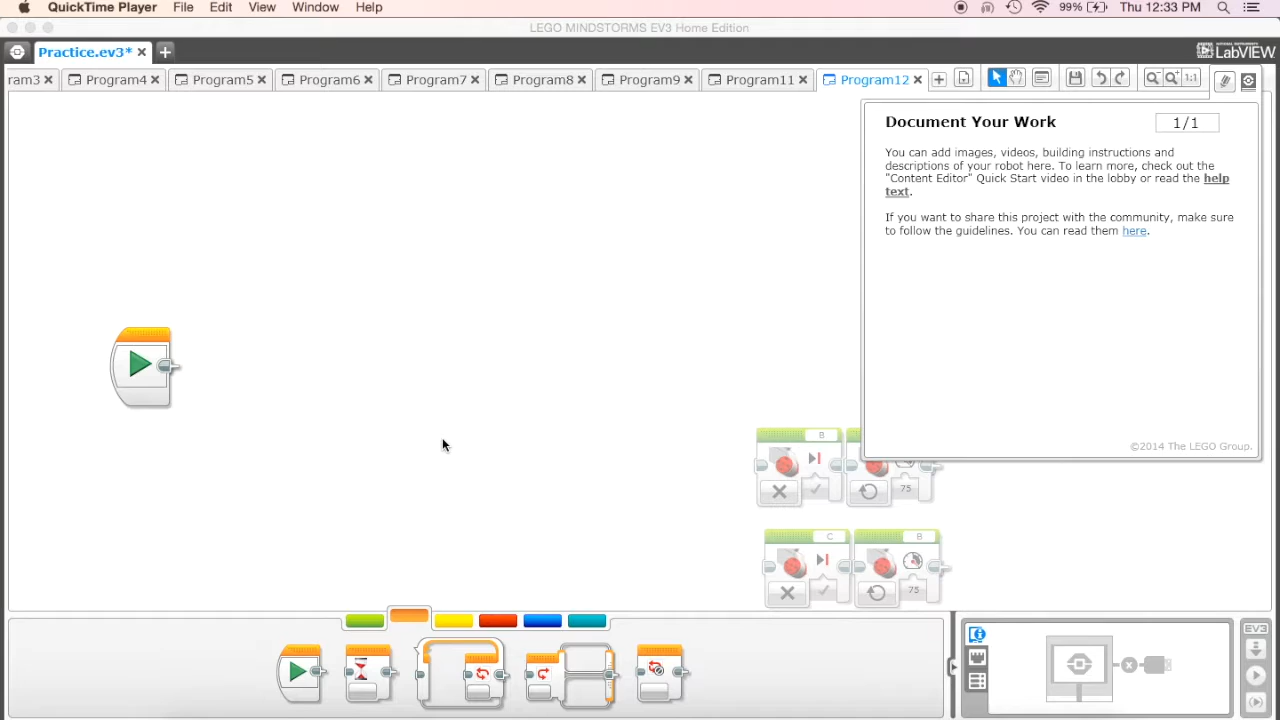 QuickTime Player File Edit View Window Help 99% Thu 12:33 PM
LEGO MINDSTORMS EV3 Home Edition
Practice.ev3* LabVIEW
ram3 Program4 Program5 Program6 Program7 Program8 Program9 Program11 Program12 1:1
Document Your Work 1/1
You can add images, videos, building instructions and
descriptions of your robot here. To learn more, check out the
"Content Editor" Quick Start video in the lobby or read the help
text.
If you want to share this project with the community, make sure
to follow the guidelines. You can read them here.
©2014 The LEGO Group.
B
75
C B
75
EV3